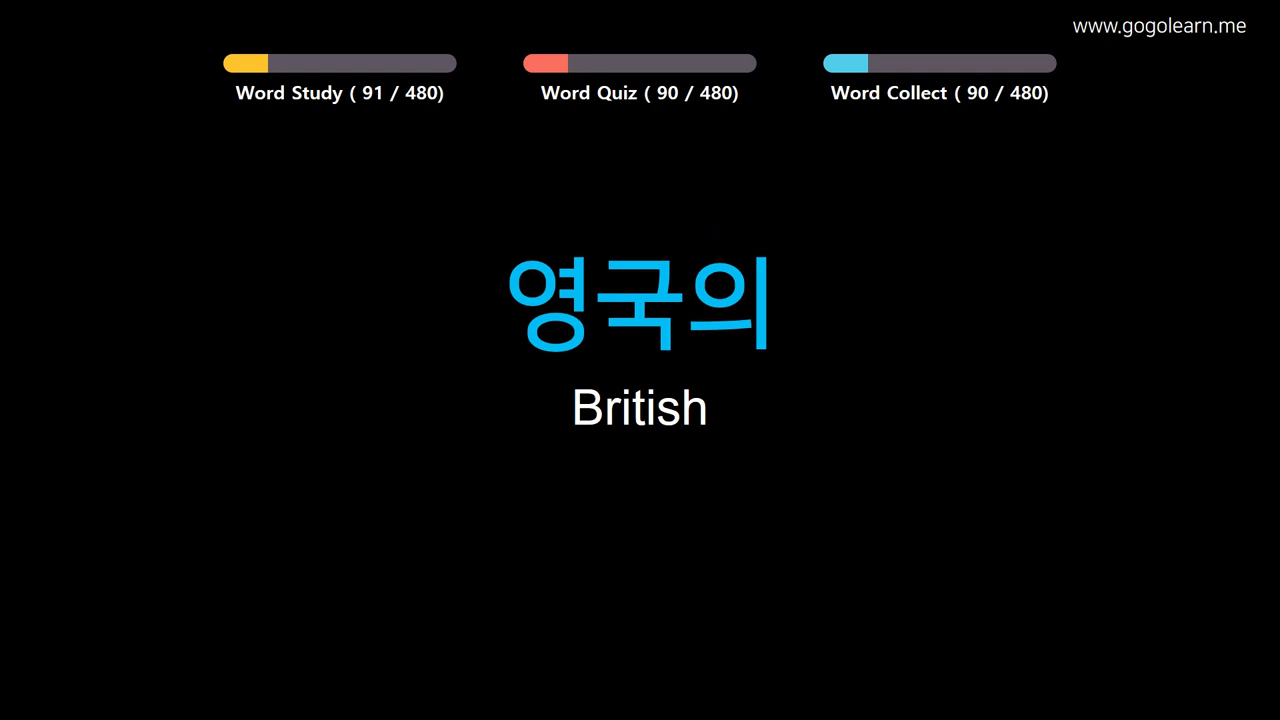 www.gogolearn.me
Word Study ( 91 / 480)
Word Quiz ( 90 / 480)
Word Collect ( 90 / 480)
영국의
British